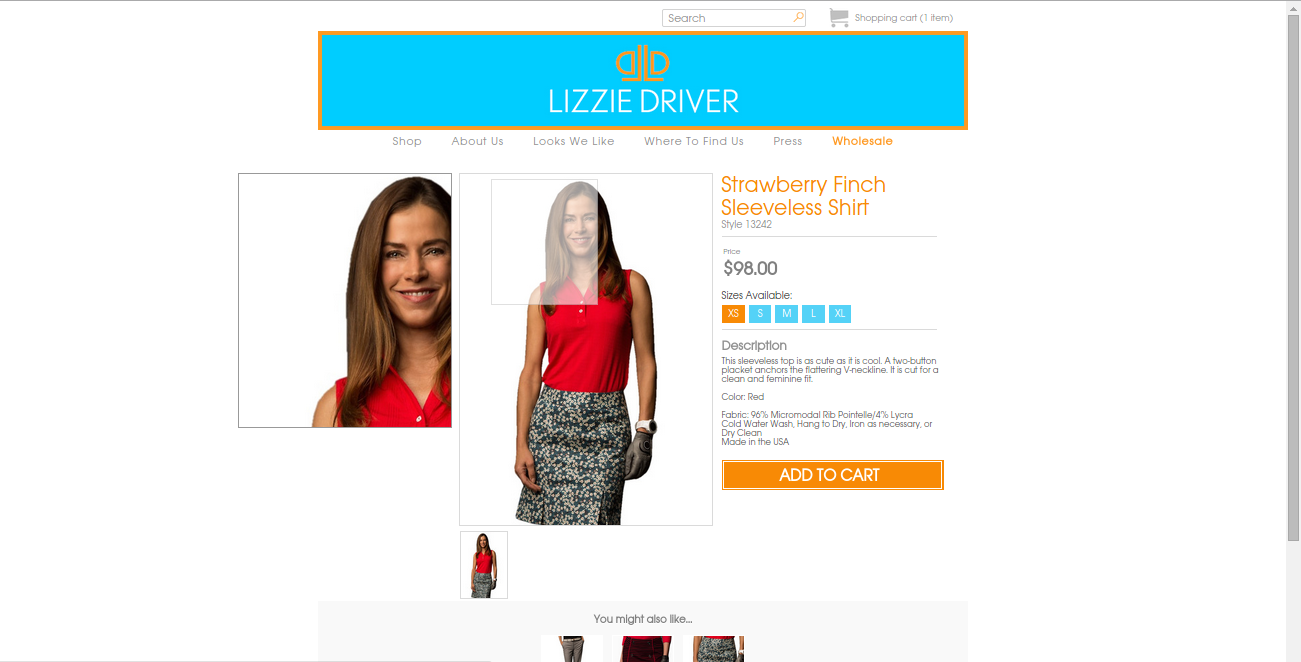 Search
Shopping cart (1 item)
LIZZIE DRIVER
Shop About Us Looks We Like Where To Find Us Press Wholesale
Strawberry Finch
Sleeveless Shirt
Style 13242
Price
$98.00
Sizes Available:
XS S M L XL
Description
This sleeveless top is as cute as it is cool. A two-button
placket anchors the flattering V-neckline. It is cut for a
clean and feminine fit.
Color: Red
Fabric: 96% Micromodal Rib Pointelle/4% Lycra
Cold Water Wash, Hang to Dry, Iron as necessary, or
Dry Clean
Made in the USA
ADD TO CART
You might also like...